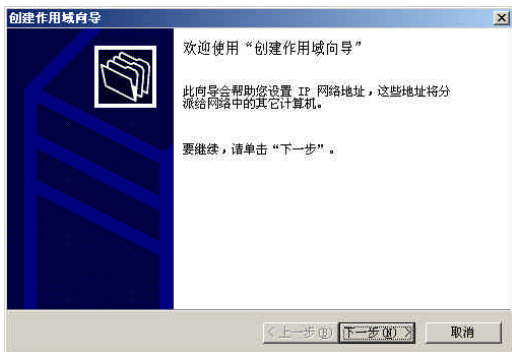 创建作用域向导
欢迎使用“创建作用域向导”
此向导会帮助您设置 IP 网络地址，这些地址将分
派给网络中的其它计算机。
要继续，请单击“下一步”。
<上一步(B) 下一步(N) > 取消